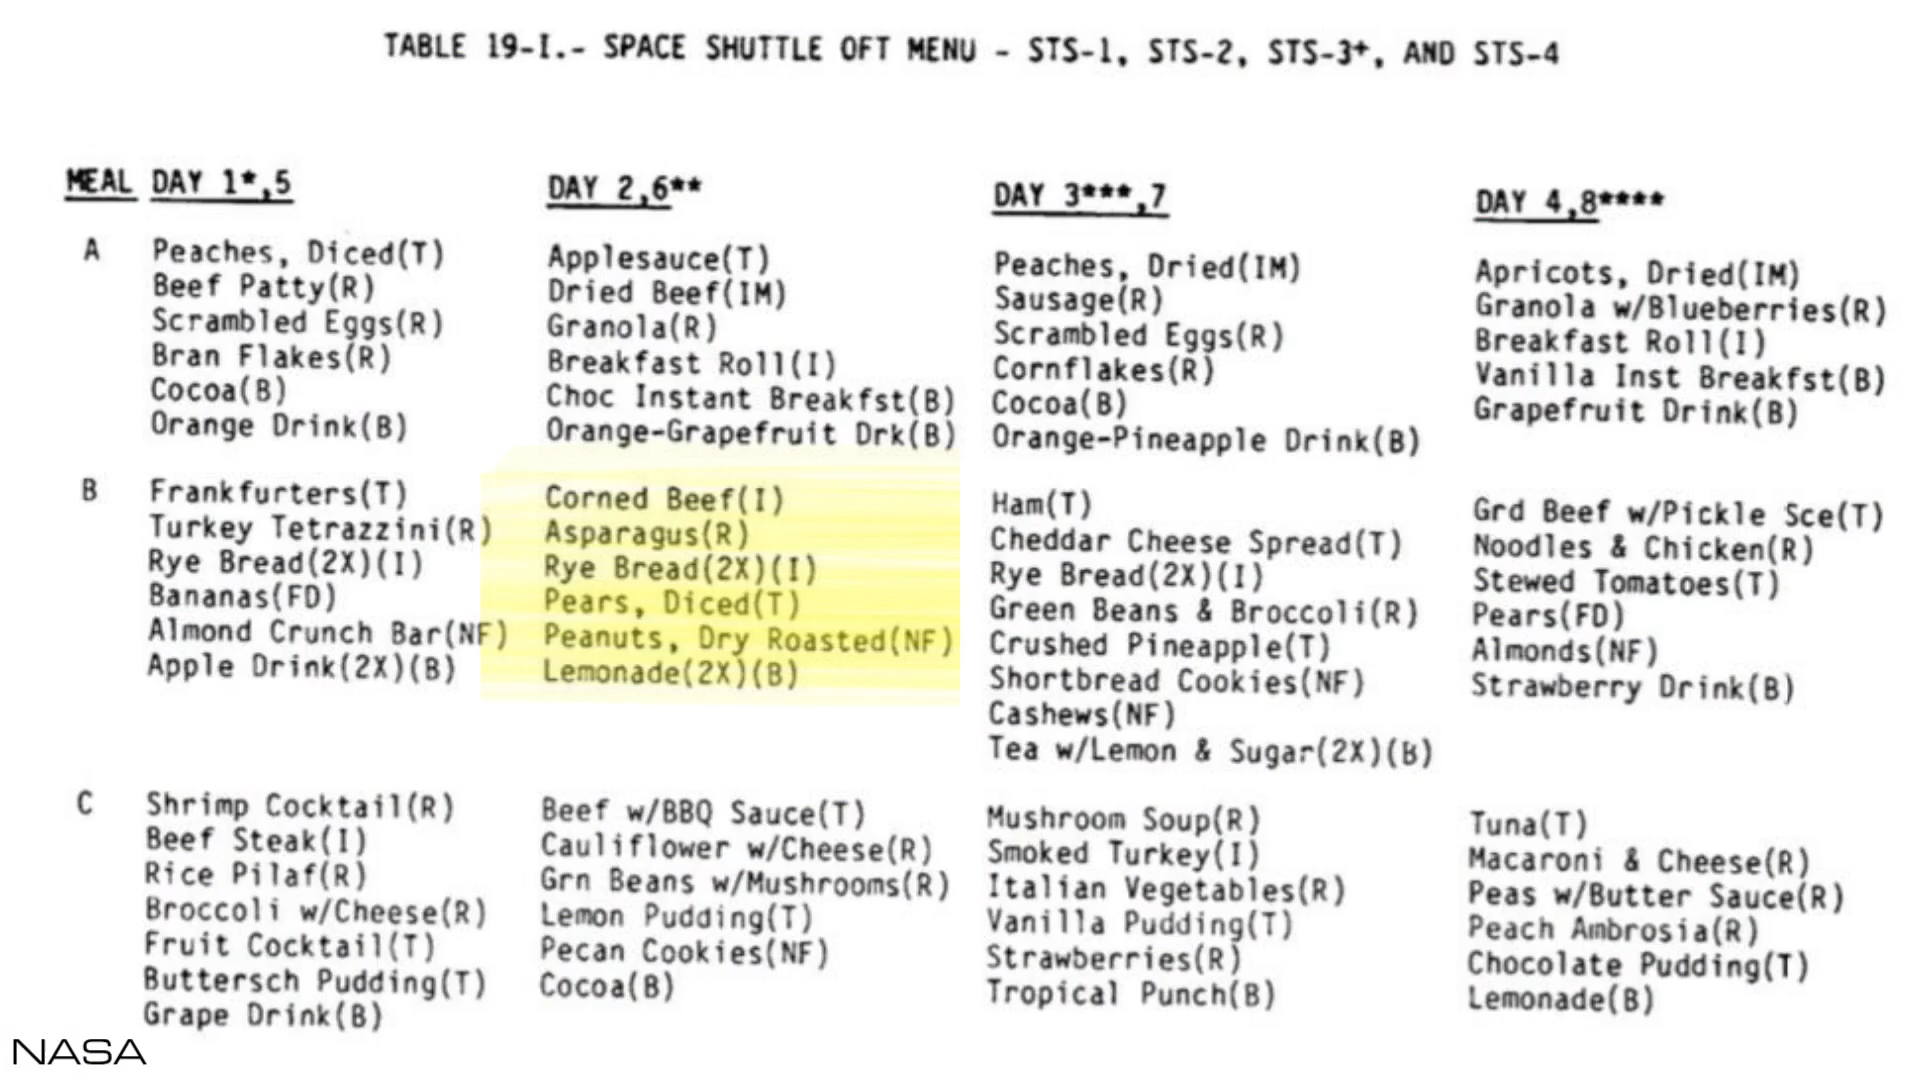 TABLE 19-I.- SPACE SHUTTLE OFT MENU - STS-1, STS-2, STS-3+, AND STS-4
MEAL DAY 1*,5
A Peaches, Diced(T)
Beef Patty(R)
Scrambled Eggs(R)
Bran Flakes(R)
Cocoa(B)
Orange Drink(B)
B Frankfurters(T)
Turkey Tetrazzini(R)
Rye Bread(2X)(I)
Bananas(FD)
Almond Crunch Bar(NF)
Apple Drink(2X)(B)
C Shrimp Cocktail(R)
Beef Steak(I)
Rice Pilaf(R)
Broccoli w/Cheese(R)
Fruit Cocktail(T)
Buttersch Pudding(T)
Grape Drink(B)
DAY 2,6**
Applesauce(T)
Dried Beef(IM)
Granola(R)
Breakfast Roll(I)
Choc Instant Breakfst(B)
Orange-Grapefruit Drk(B)
Corned Beef(I)
Asparagus(R)
Rye Bread(2X)(I)
Pears, Diced(T)
Peanuts, Dry Roasted(NF)
Lemonade(2X)(B)
Beef w/BBQ Sauce(T)
Cauliflower w/Cheese(R)
Grn Beans w/Mushrooms(R)
Lemon Pudding(T)
Pecan Cookies(NF)
Cocoa(B)
DAY 3***,7
Peaches, Dried(IM)
Sausage(R)
Scrambled Eggs(R)
Cornflakes(R)
Cocoa(B)
Orange-Pineapple Drink(B)
Ham(T)
Cheddar Cheese Spread(T)
Rye Bread(2X)(I)
Green Beans & Broccoli(R)
Crushed Pineapple(T)
Shortbread Cookies(NF)
Cashews(NF)
Tea w/Lemon & Sugar(2X)(B)
Mushroom Soup(R)
Smoked Turkey(I)
Italian Vegetables(R)
Vanilla Pudding(T)
Strawberries(R)
Tropical Punch(B)
DAY 4,8****
Apricots, Dried(IM)
Granola w/Blueberries(R)
Breakfast Roll(I)
Vanilla Inst Breakfst(B)
Grapefruit Drink(B)
Grd Beef w/Pickle Sce(T)
Noodles & Chicken(R)
Stewed Tomatoes(T)
Pears(FD)
Almonds(NF)
Strawberry Drink(B)
Tuna(T)
Macaroni & Cheese(R)
Peas w/Butter Sauce(R)
Peach Ambrosia(R)
Chocolate Pudding(T)
Lemonade(B)
NASA